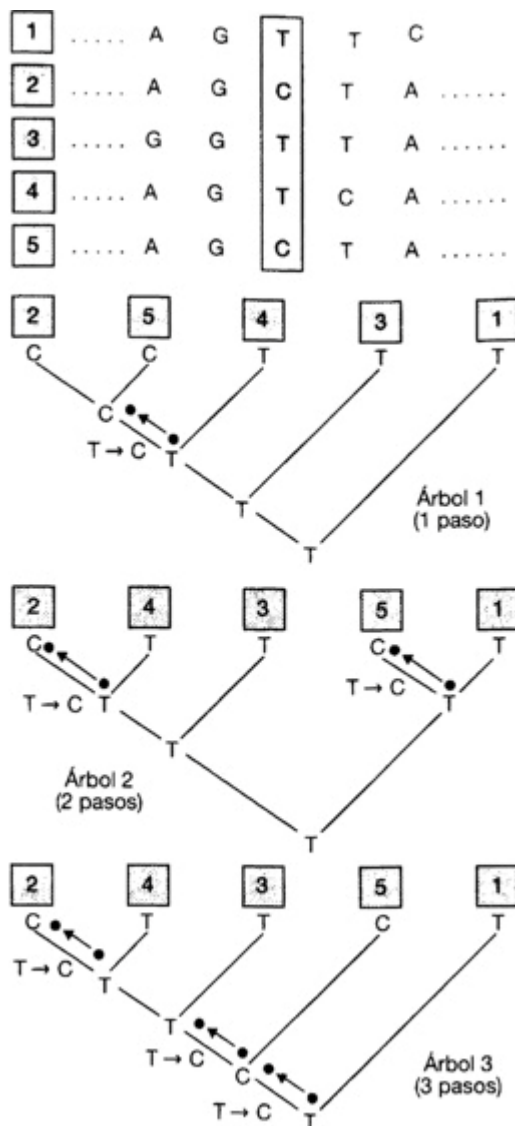 1 ..... A G T T C
2 ..... A G C T A ......
3 ..... G G T T A ......
4 ..... A G T C A ......
5 ..... A G C T A ......
2 5 4 3 1
C C T T T
C
T → C T
T
Árbol 1
(1 paso)
T
2 4 3 5 1
C T T C T
T → C T T → C T
T
Árbol 2
(2 pasos)
T
2 4 3 5 1
C T T C T
T → C T
T
T → C C
Árbol 3
(3 pasos)
T → C T